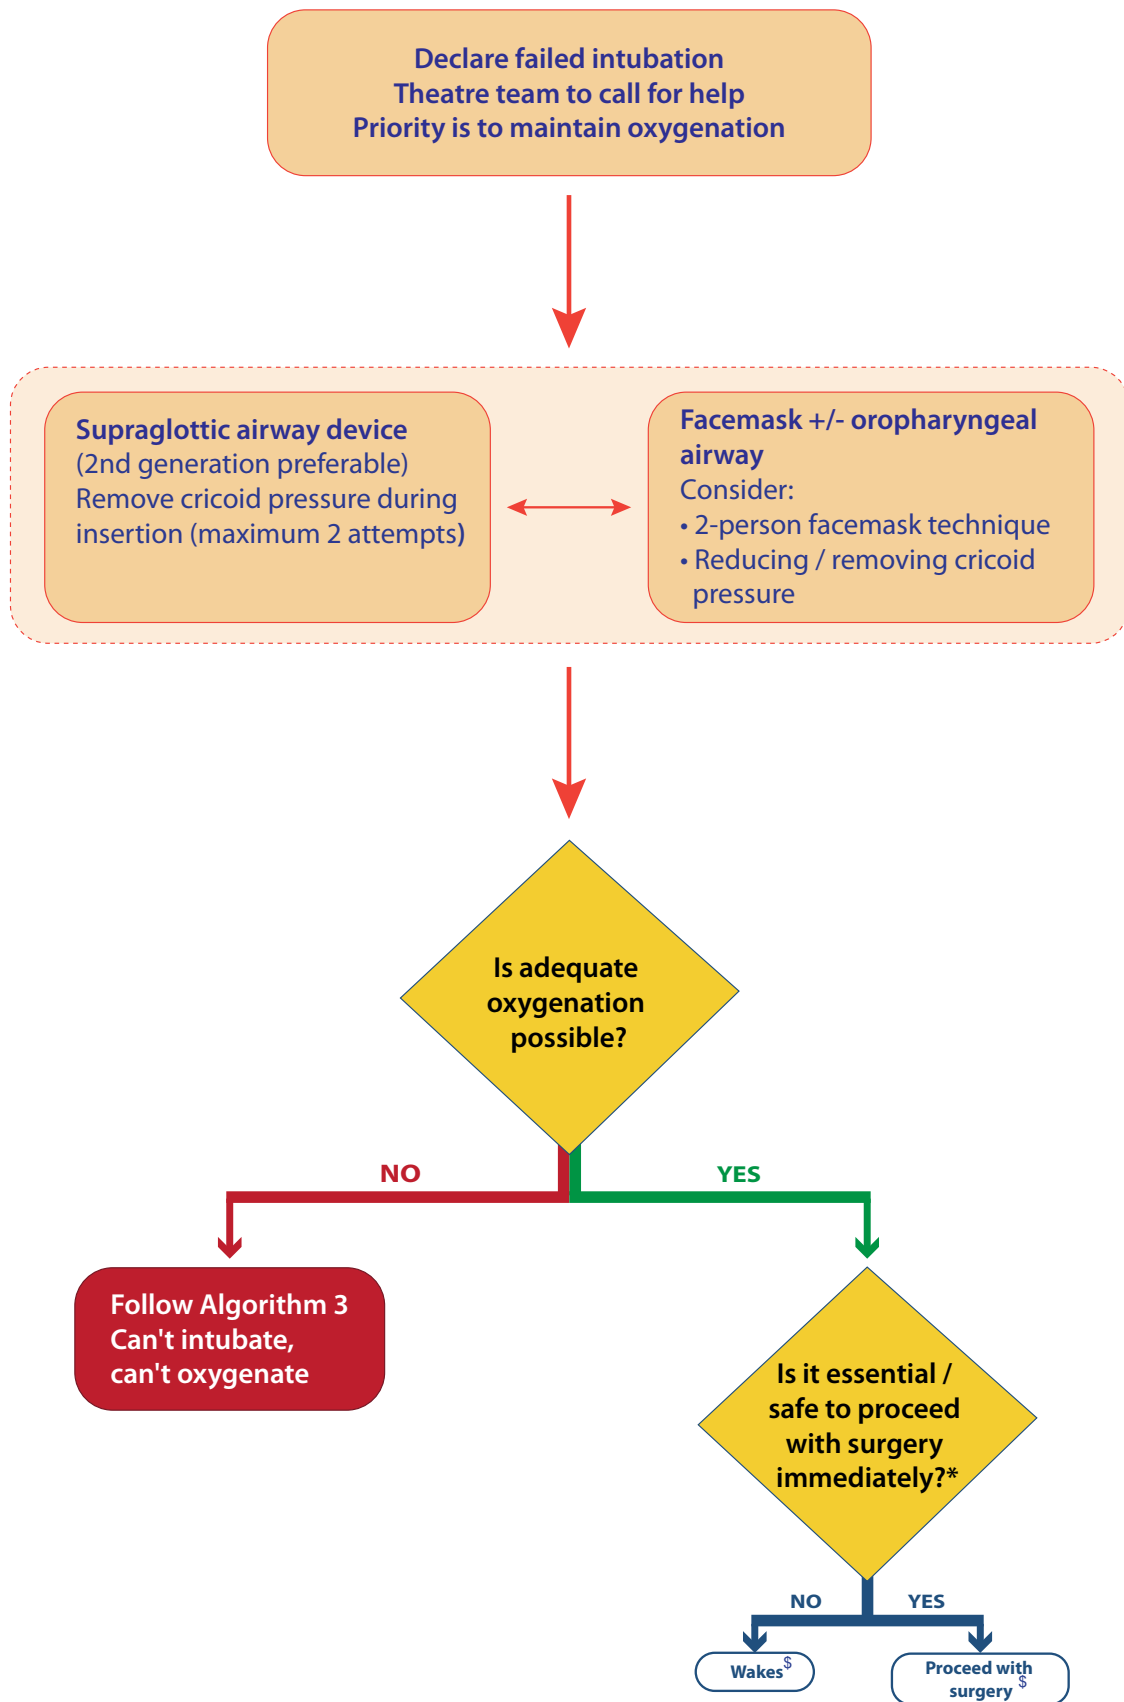 Declare failed intubation
Theatre team to call for help
Priority is to maintain oxygenation
Supraglottic airway device
(2nd generation preferable)
Remove cricoid pressure during
insertion (maximum 2 attempts)
Facemask +/- oropharyngeal
airway
Consider:
• 2-person facemask technique
• Reducing / removing cricoid
pressure
Is adequate
oxygenation
possible?
NO
YES
Follow Algorithm 3
Can't intubate,
can't oxygenate
Is it essential /
safe to proceed
with surgery
immediately?*
NO
YES
Wakes$
Proceed with
surgery $